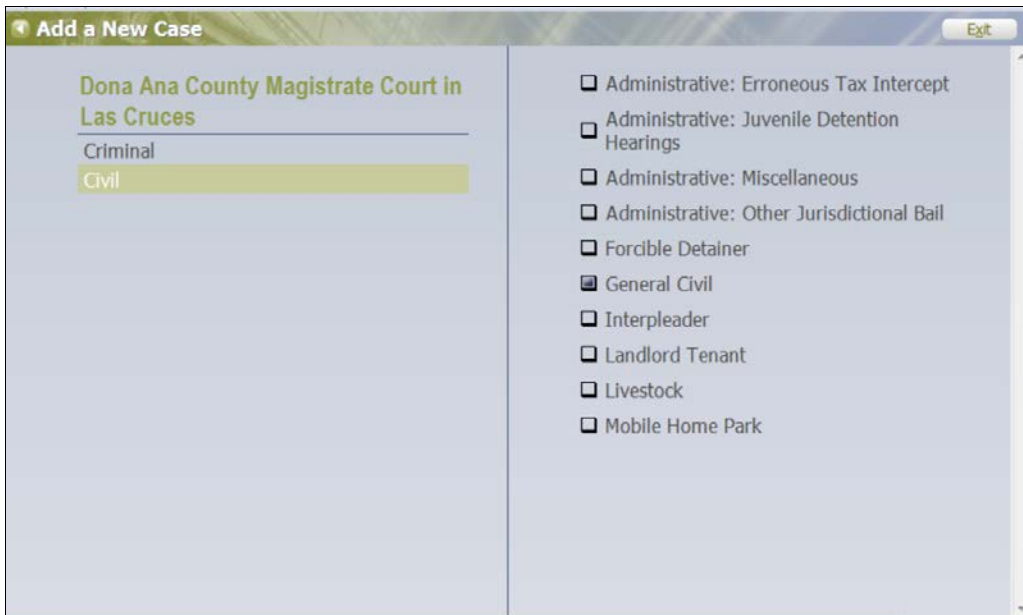 Add a New Case
Exit
Dona Ana County Magistrate Court in
Las Cruces
Criminal
Civil
Administrative: Erroneous Tax Intercept
Administrative: Juvenile Detention
Hearings
Administrative: Miscellaneous
Administrative: Other Jurisdictional Bail
Forcible Detainer
General Civil
Interpleader
Landlord Tenant
Livestock
Mobile Home Park